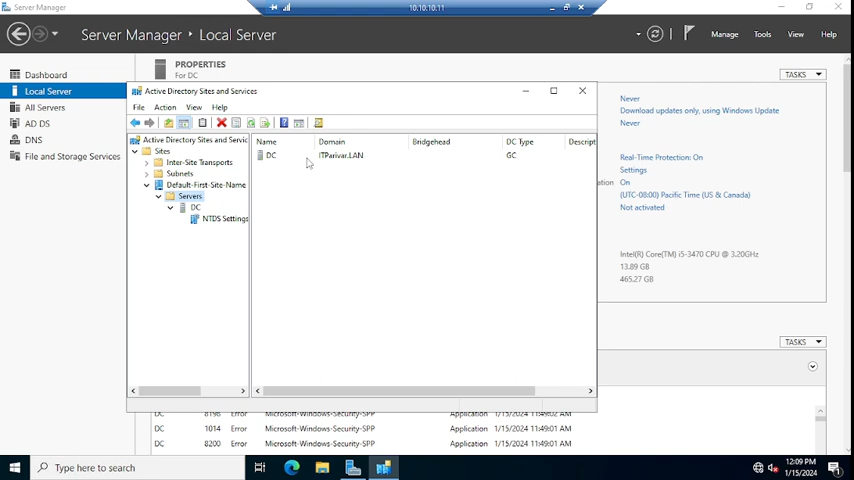 Server Manager
10.10.10.11
Server Manager • Local Server
Manage Tools View Help
Dashboard
Local Server
All Servers
AD DS
DNS
File and Storage Services
PROPERTIES
For DC
TASKS
Never
Download updates only, using Windows Update
Never
Real-Time Protection: On
Settings
On
(UTC-08:00) Pacific Time (US & Canada)
Not activated
Intel(R) Core(TM) i5-3470 CPU @ 3.20GHz
13.89 GB
465.27 GB
TASKS
Active Directory Sites and Services
File Action View Help
Active Directory Sites and Servic
Sites
Inter-Site Transports
Subnets
Default-First-Site-Name
Servers
DC
NTDS Settings
Name Domain Bridgehead DC Type Descript
DC ITParivar.LAN GC
DC 8196 Error Microsoft-Windows-Security-SPP Application 1/15/2024 11:49:02 AM
DC 1014 Error Microsoft-Windows-Security-SPP Application 1/15/2024 11:49:01 AM
DC 8200 Error Microsoft-Windows-Security-SPP Application 1/15/2024 11:49:01 AM
Type here to search
12:09 PM
1/15/2024